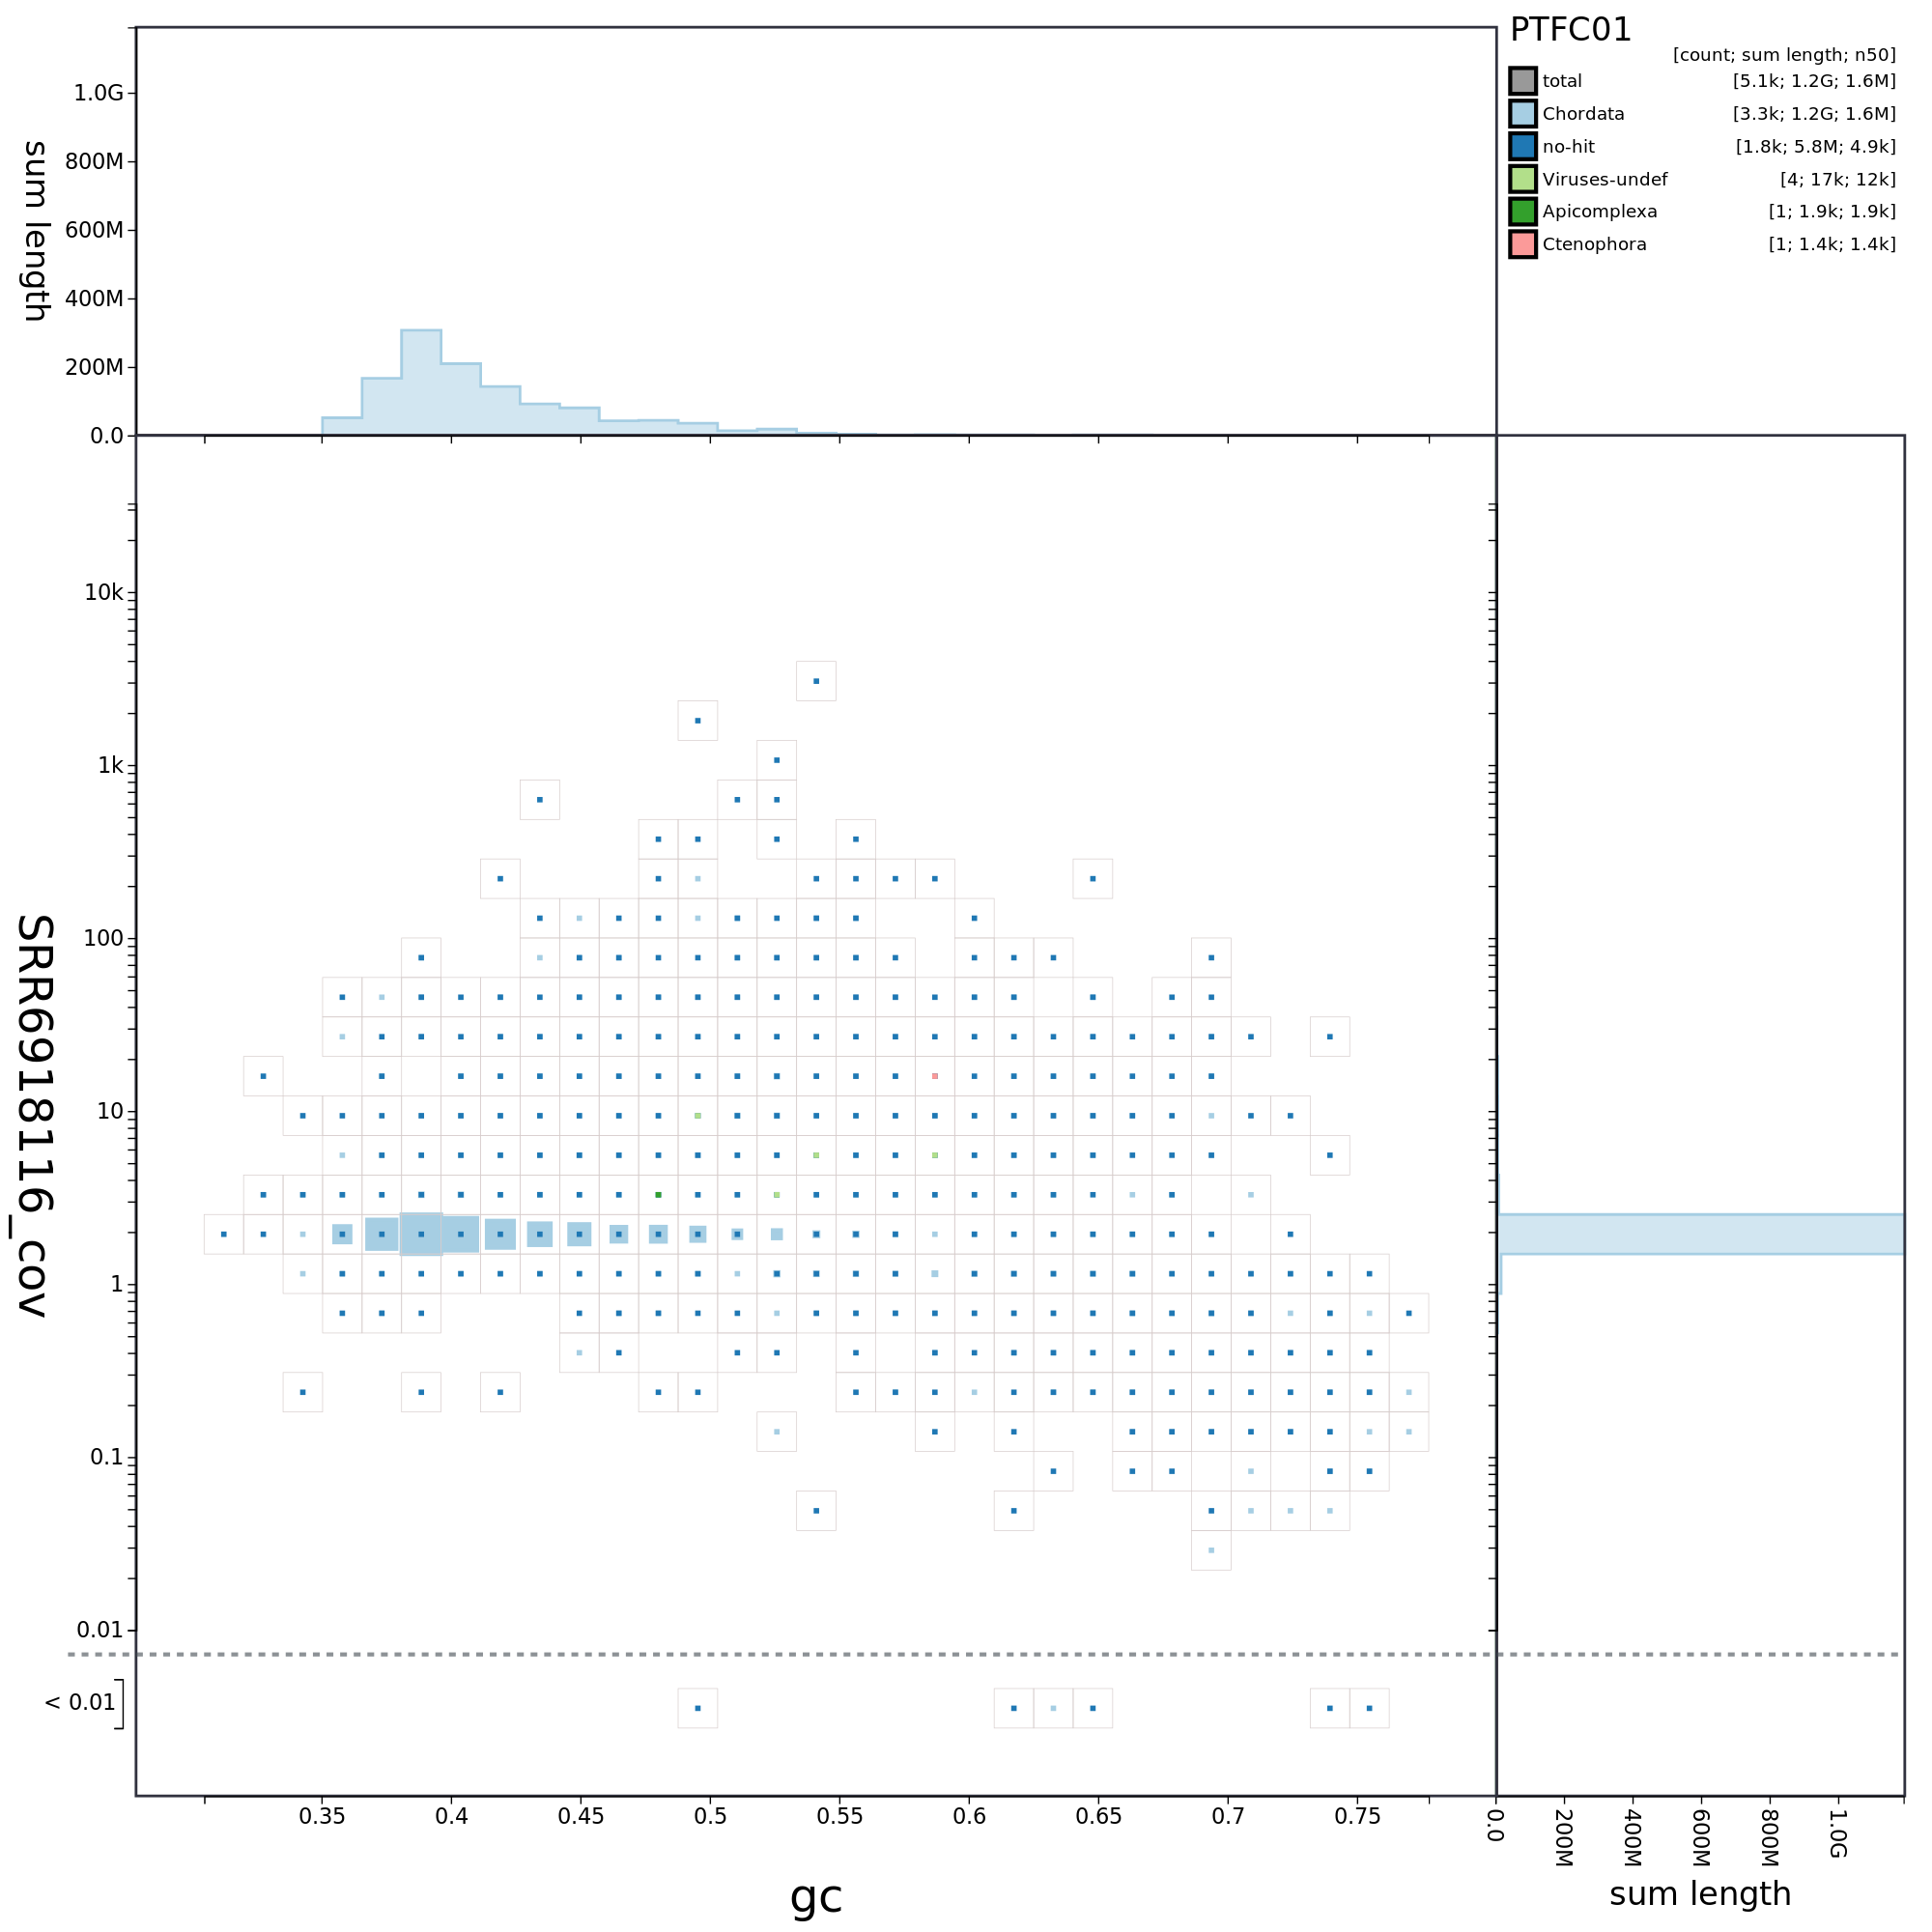 PTFC01
[count; sum length; n50]
total [5.1k; 1.2G; 1.6M]
Chordata [3.3k; 1.2G; 1.6M]
no-hit [1.8k; 5.8M; 4.9k]
Viruses-undef [4; 17k; 12k]
Apicomplexa [1; 1.9k; 1.9k]
Ctenophora [1; 1.4k; 1.4k]
sum length
1.0G
800M
600M
400M
200M
0.0
SRR6918116_cov
10k
1k
100
10
1
0.1
0.01
< 0.01
0.35 0.4 0.45 0.5 0.55 0.6 0.65 0.7 0.75
gc
0.0 200M 400M 600M 800M 1.0G
sum length